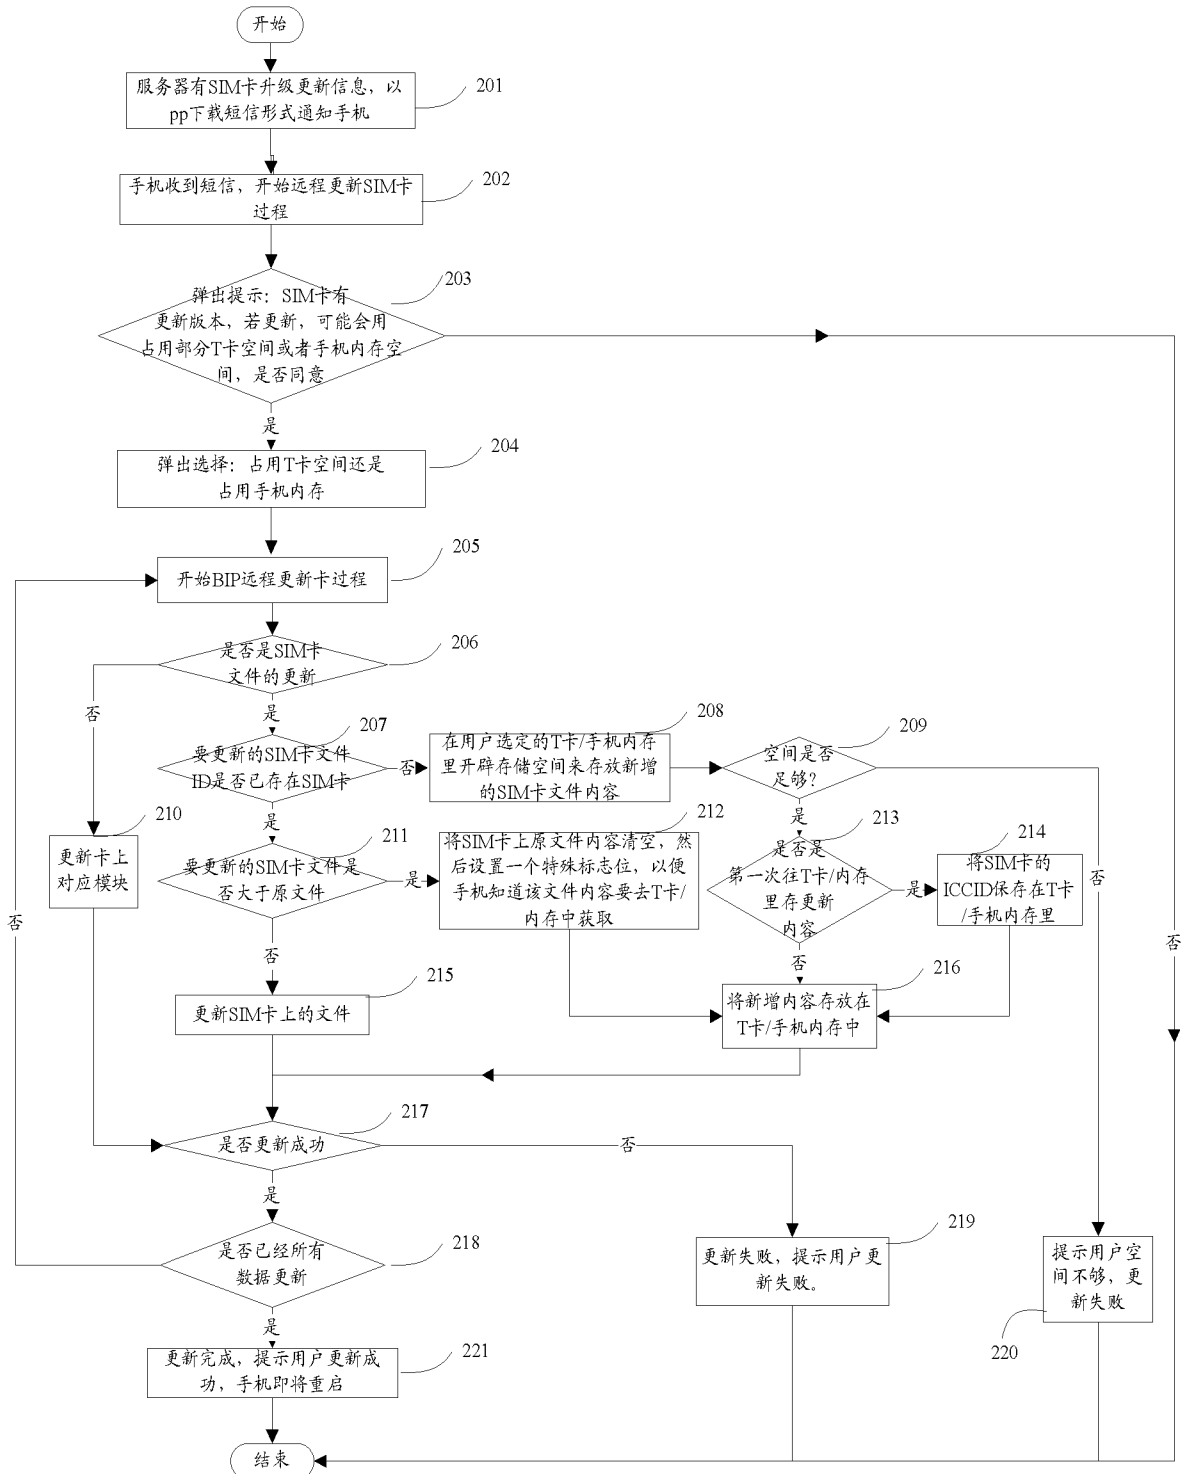 开始
服务器有SIM卡升级更新信息，以
pp下载短信形式通知手机
201
手机收到短信，开始远程更新SIM卡
过程
202
弹出提示：SIM卡有
更新版本，若更新，可能会用
占用部分T卡空间或者手机内存空
间，是否同意
203
是
弹出选择：占用T卡空间还是
占用手机内存
204
开始BIP远程更新卡过程
205
是否是SIM卡
文件的更新
206
否
是
要更新的SIM卡文件
ID是否已存在SIM卡
207
否
在用户选定的T卡/手机内存
里开辟存储空间来存放新增
的SIM卡文件内容
208
空间是否
足够？
209
是
是
更新卡上
对应模块
210
要更新的SIM卡文件是
否大于原文件
211
是
将SIM卡上原文件内容清空，然
后设置一个特殊标志位，以便
手机知道该文件内容要去T卡/
内存中获取
212
是否是
第一次往T卡/内存
里存更新
内容
213
是
将SIM卡的
ICCID保存在T卡
/手机内存里
214
否
否
否
否
否
更新SIM卡上的文件
215
将新增内容存放在
T卡/手机内存中
216
是否更新成功
217
否
是
是否已经所有
数据更新
218
更新失败，提示用户更
新失败。
219
提示用户空
间不够，更
新失败
220
是
更新完成，提示用户更新成
功，手机即将重启
221
结束